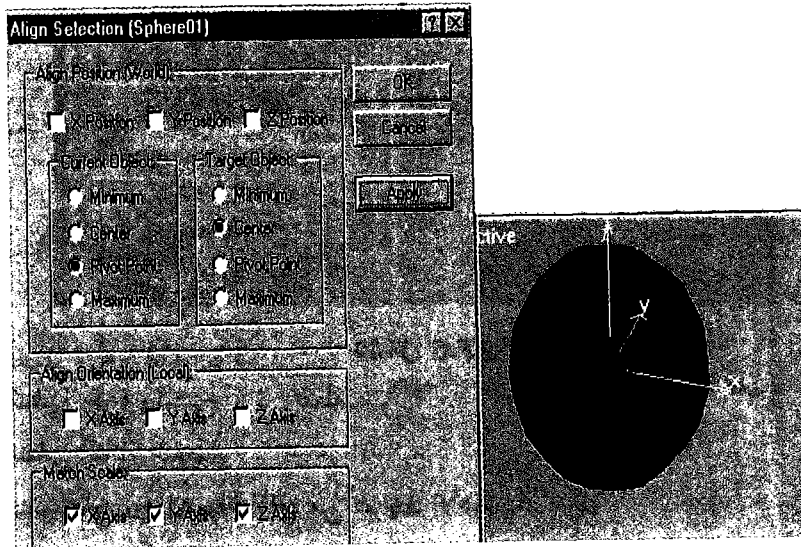 Align Selection (Sphere01)
Align Position (World)
OK
X Position Y Position Z Position
Cancel
Current Object: Target Object:
Minimum Minimum
Apply
Center Center
Pivot Point Pivot Point
Maximum Maximum
ctive
Y
X
Align Orientation (Local)
X Axis Y Axis Z Axis
Match Scale:
X Axis Y Axis Z Axis